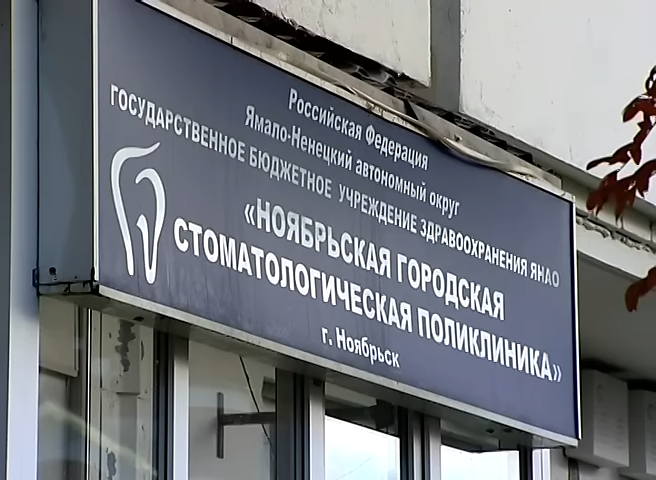 Российская Федерация
Ямало-Ненецкий автономный округ
ГОСУДАРСТВЕННОЕ БЮДЖЕТНОЕ УЧРЕЖДЕНИЕ ЗДРАВООХРАНЕНИЯ ЯНАО
«НОЯБРЬСКАЯ ГОРОДСКАЯ
СТОМАТОЛОГИЧЕСКАЯ ПОЛИКЛИНИКА»
г. Ноябрьск